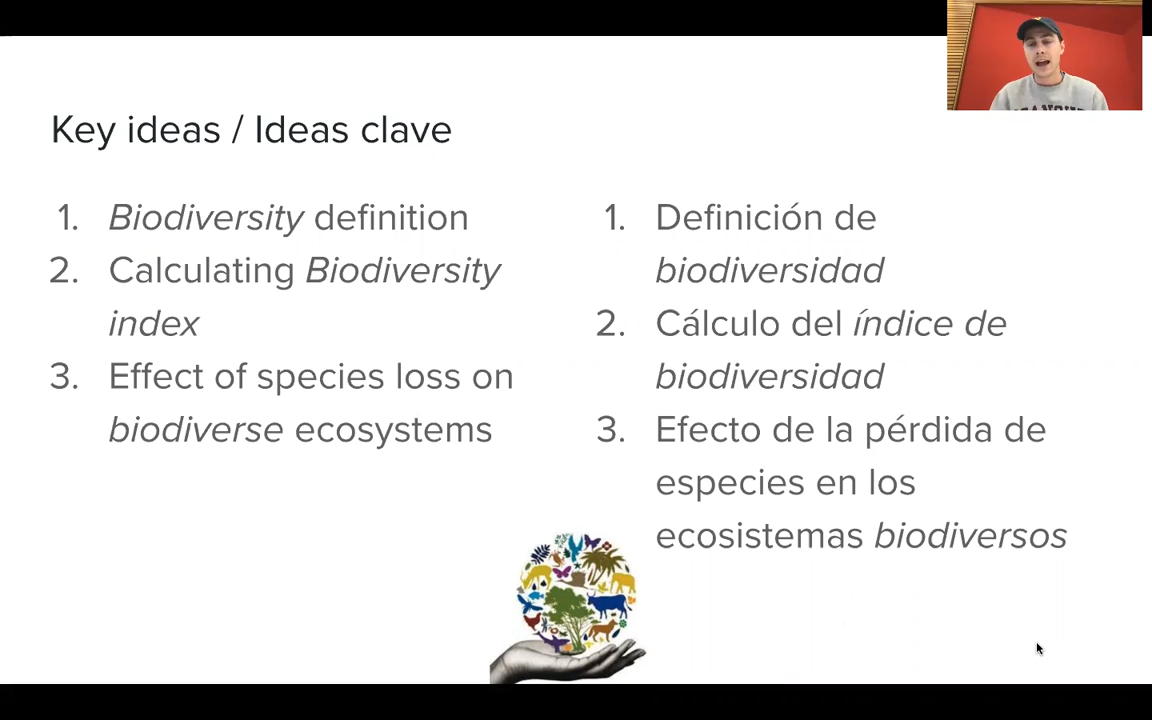 Key ideas / Ideas clave
1. Biodiversity definition
2. Calculating Biodiversity
index
3. Effect of species loss on
biodiverse ecosystems
1. Definición de
biodiversidad
2. Cálculo del índice de
biodiversidad
3. Efecto de la pérdida de
especies en los
ecosistemas biodiversos